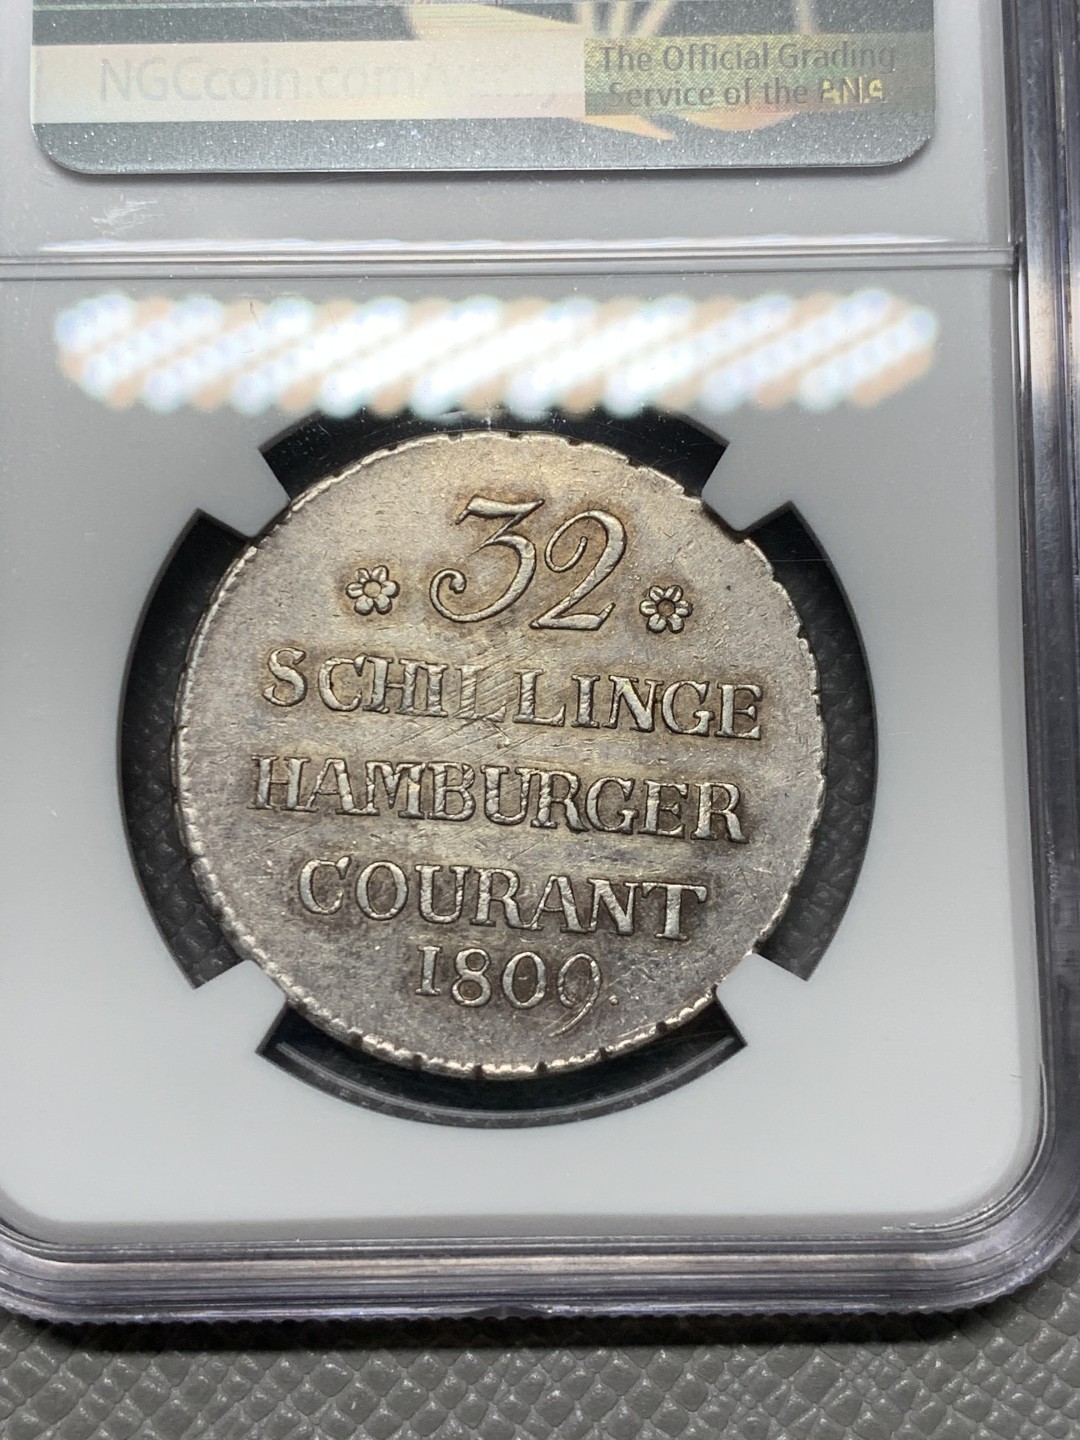 NGCcoin.com/
The Official Grading
Service of the ANA
32
SCHILLINGE
HAMBURGER
COURANT
1809.